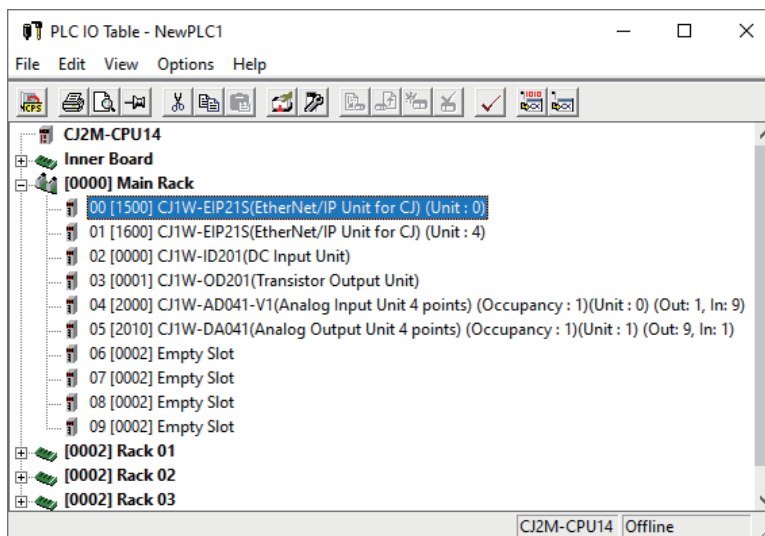 PLC IO Table - NewPLC1
File Edit View Options Help
CJ2M-CPU14
Inner Board
[0000] Main Rack
00 [1500] CJ1W-EIP21S(EtherNet/IP Unit for CJ) (Unit : 0)
01 [1600] CJ1W-EIP21S(EtherNet/IP Unit for CJ) (Unit : 4)
02 [0000] CJ1W-ID201(DC Input Unit)
03 [0001] CJ1W-OD201(Transistor Output Unit)
04 [2000] CJ1W-AD041-V1(Analog Input Unit 4 points) (Occupancy : 1)(Unit : 0) (Out: 1, In: 9)
05 [2010] CJ1W-DA041(Analog Output Unit 4 points) (Occupancy : 1)(Unit : 1) (Out: 9, In: 1)
06 [0002] Empty Slot
07 [0002] Empty Slot
08 [0002] Empty Slot
09 [0002] Empty Slot
[0002] Rack 01
[0002] Rack 02
[0002] Rack 03
CJ2M-CPU14 Offline